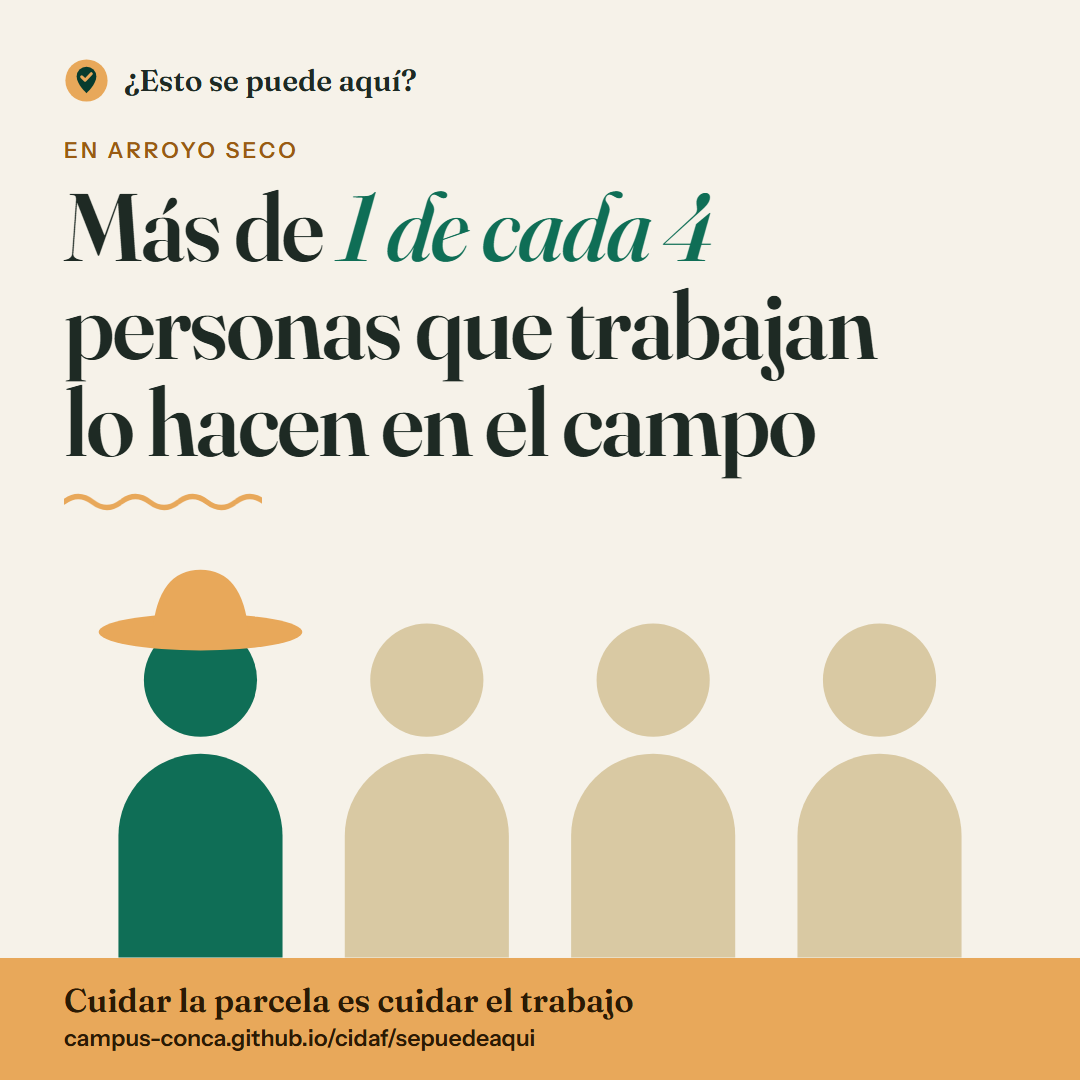 ¿Esto se puede aquí?
EN ARROYO SECO
Más de 1 de cada 4
personas que trabajan
lo hacen en el campo
Cuidar la parcela es cuidar el trabajo
campus-conca.github.io/cidaf/sepuedeaqui